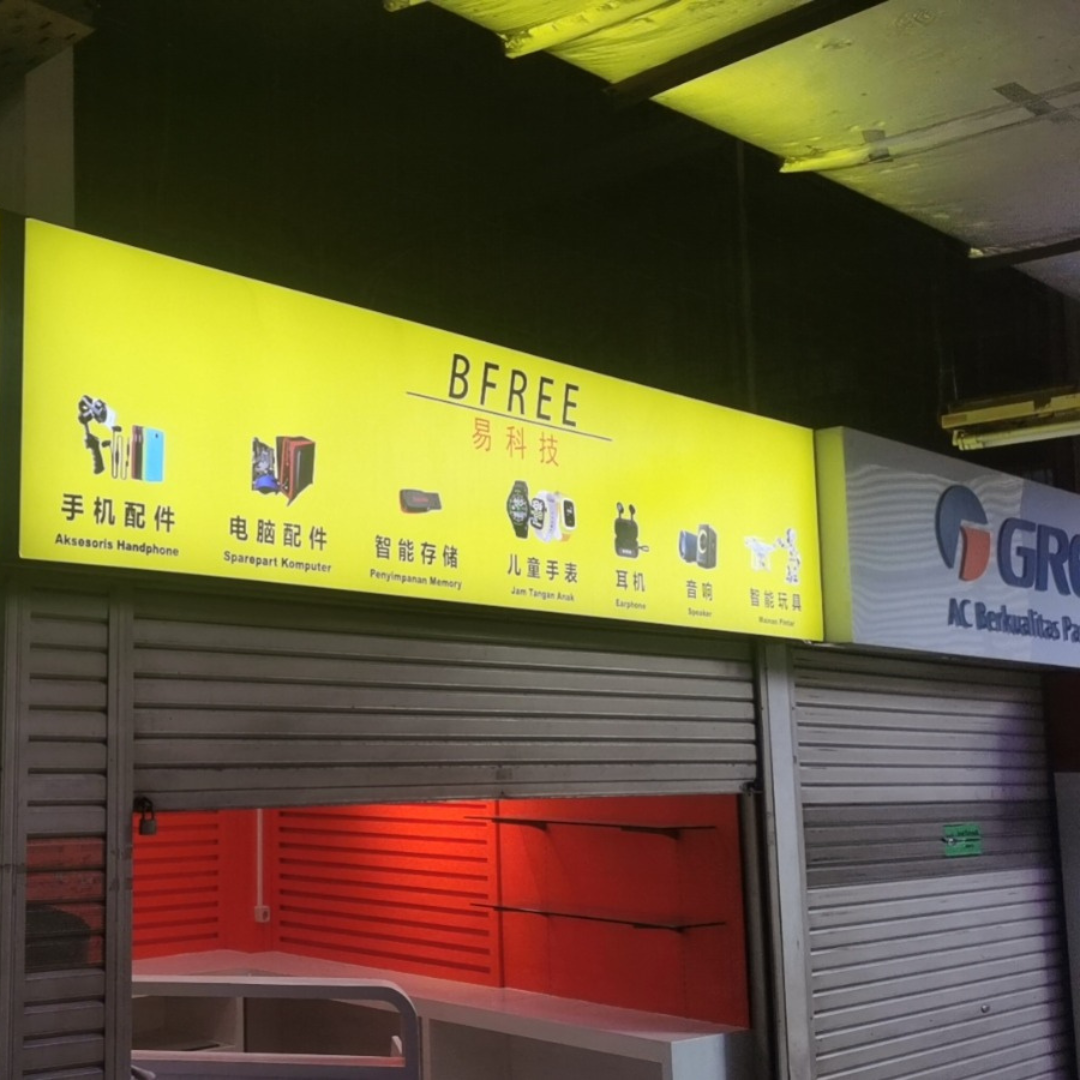 BFREE
易科技
手机配件
Aksesoris Handphone
电脑配件
Sparepart Komputer
智能存储
Penyimpanan Memory
儿童手表
Jam Tangan Anak
耳机
Earphone
音响
Speaker
智能玩具
Mainan Pintar
GR
AC Berkualitas